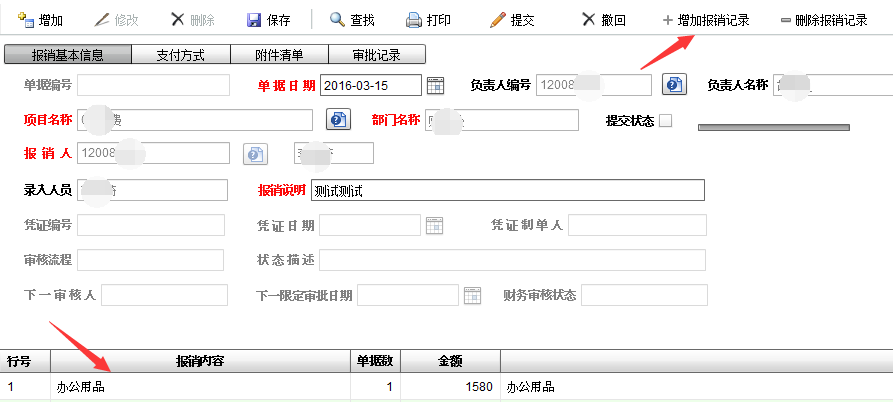 增加 修改 删除 保存 查找 打印 提交 撤回 增加报销记录 删除报销记录
报销基本信息 支付方式 附件清单 审批记录
单据编号 单据日期 2016-03-15 负责人编号 12008 负责人名称
项目名称 费 部门名称 提交状态
报销人 12008
录入人员 报销说明 测试测试
凭证编号 凭证日期 凭证制单人
审核流程 状态描述
下一审核人 下一限定审批日期 财务审核状态
行号 报销内容 单据数 金额
1 办公用品 1 1580 办公用品